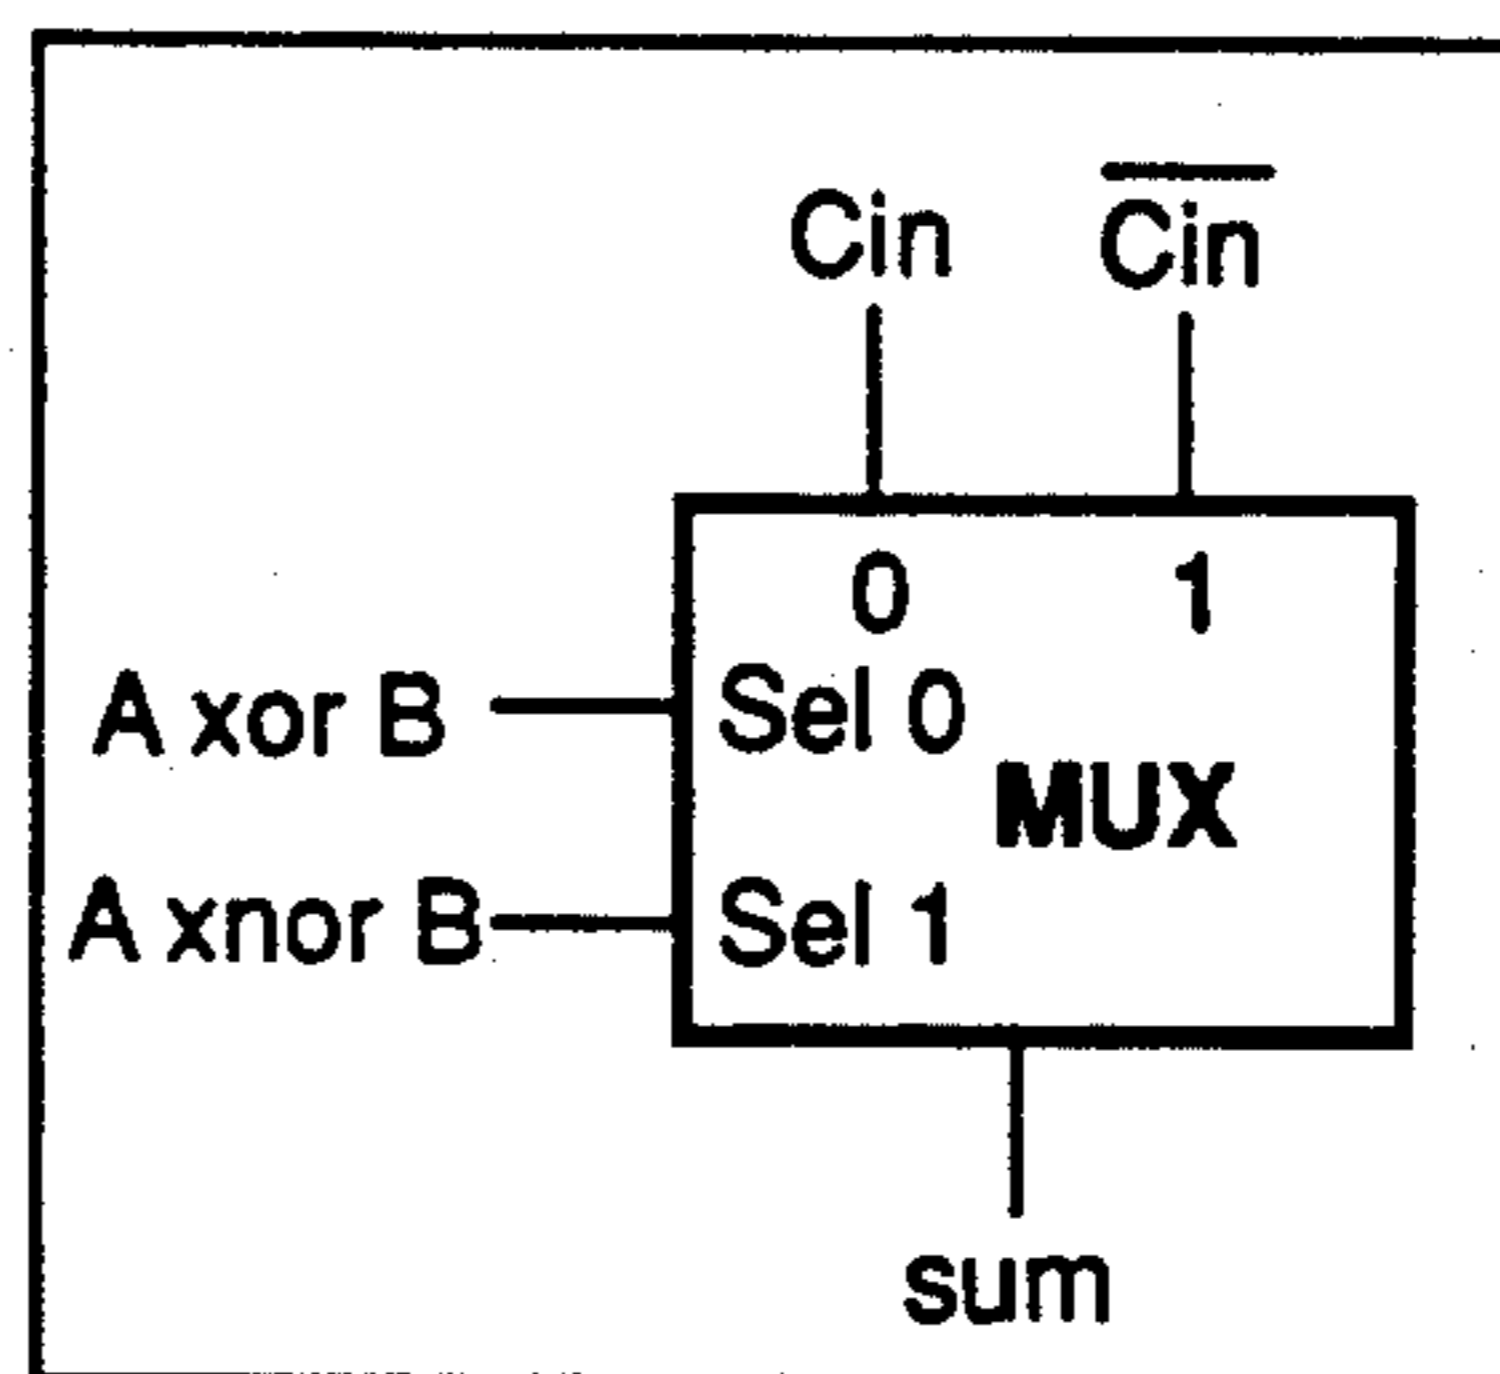 Cin C̅i̅n̅
0 1
A xor B Sel 0
MUX
A xnor B Sel 1
sum